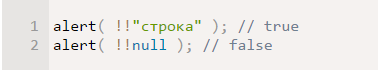 1 alert( !!"строка" ); // true
2 alert( !!null ); // false